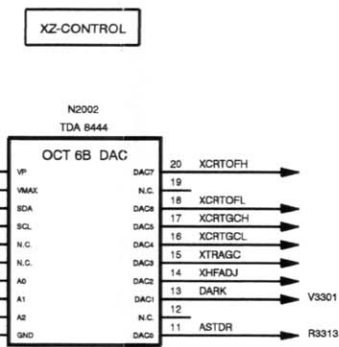 XZ-CONTROL
N2002
TDA 8444
OCT 6B DAC
VP DAC7 20 XCRTOFH
VMAX N.C. 19
SDA DAC6 18 XCRTOFL
SCL DAC5 17 XCRTGCH
N.C. DAC4 16 XCRTGCL
N.C. DAC3 15 XTRAGC
A0 DAC2 14 XHFADJ
A1 DAC1 13 DARK V3301
A2 N.C. 12
GND DAC0 11 ASTDR R3313